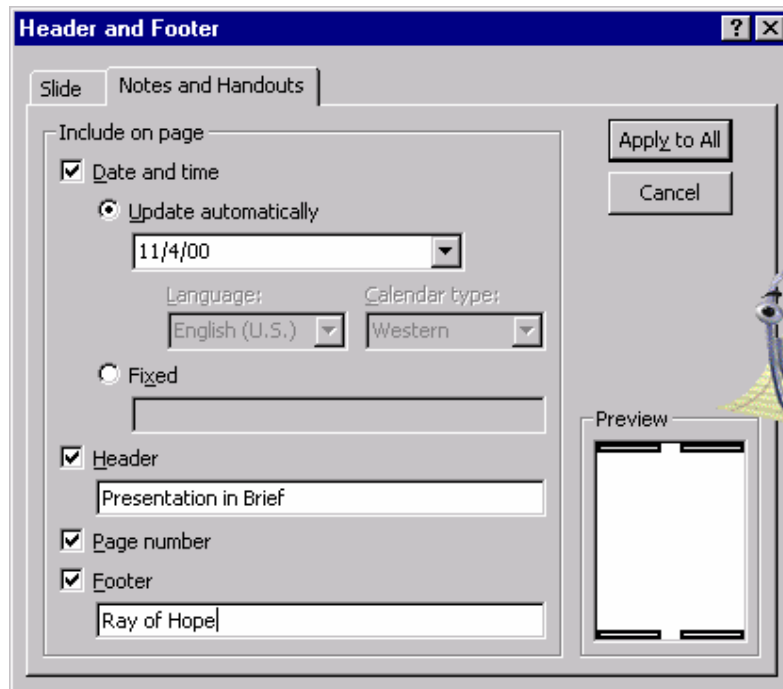 Header and Footer
Slide
Notes and Handouts
Include on page
Date and time
Update automatically
11/4/00
Language: Calendar type:
English (U.S.) Western
Fixed
Header
Presentation in Brief
Page number
Footer
Ray of Hope
Apply to All
Cancel
Preview